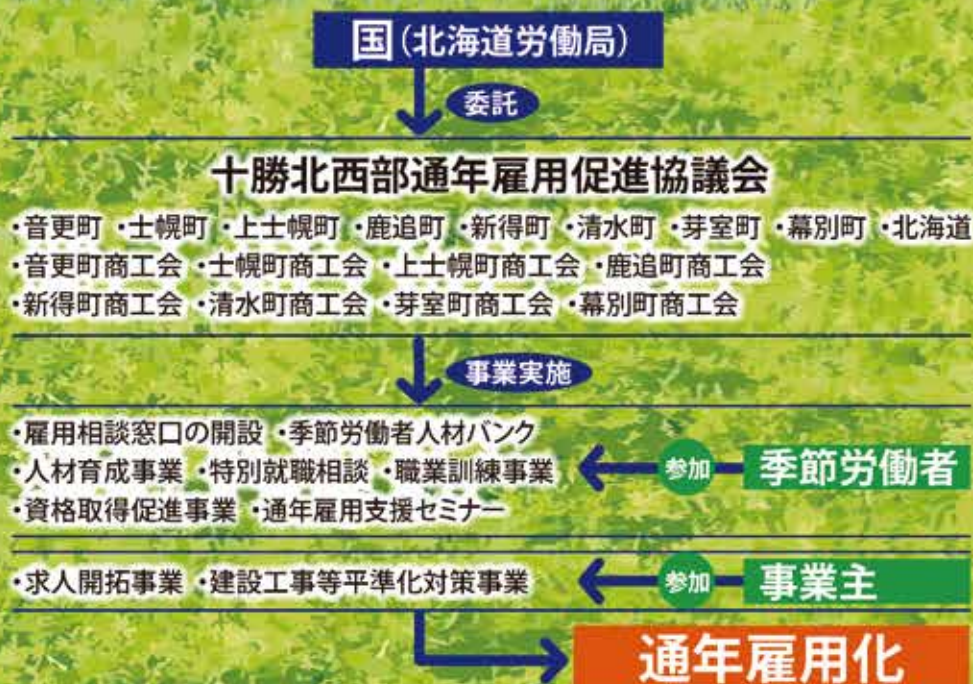 国(北海道労働局)
委託
十勝北西部通年雇用促進協議会
・音更町 ・士幌町 ・上士幌町 ・鹿追町 ・新得町 ・清水町 ・芽室町 ・幕別町 ・北海道
・音更町商工会 ・士幌町商工会 ・上士幌町商工会 ・鹿追町商工会
・新得町商工会 ・清水町商工会 ・芽室町商工会 ・幕別町商工会
事業実施
・雇用相談窓口の開設 ・季節労働者人材バンク
・人材育成事業 ・特別就職相談 ・職業訓練事業
・資格取得促進事業 ・通年雇用支援セミナー
参加 季節労働者
・求人開拓事業 ・建設工事等平準化対策事業
参加 事業主
通年雇用化